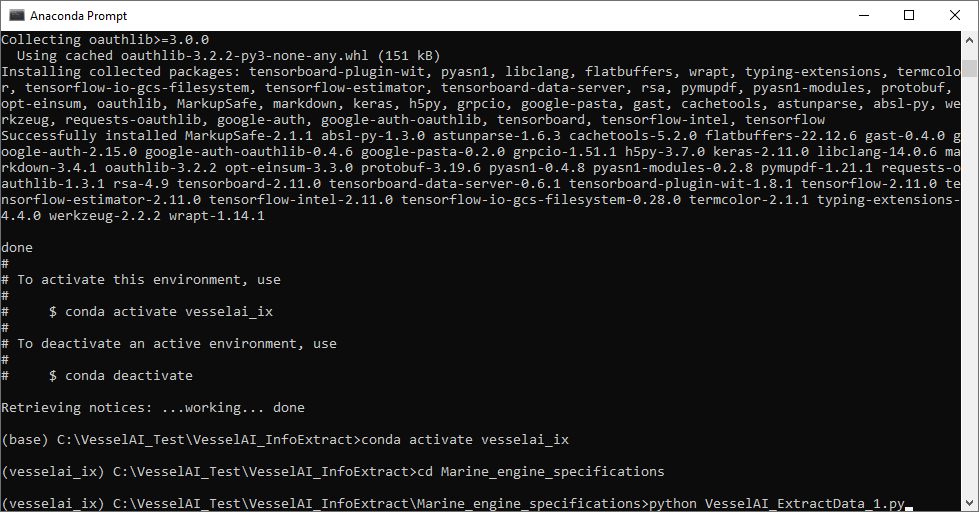 Anaconda Prompt
Collecting oauthlib>=3.0.0
  Using cached oauthlib-3.2.2-py3-none-any.whl (151 kB)
Installing collected packages: tensorboard-plugin-wit, pyasn1, libclang, flatbuffers, wrapt, typing-extensions, termcolo
r, tensorflow-io-gcs-filesystem, tensorflow-estimator, tensorboard-data-server, rsa, pymupdf, pyasn1-modules, protobuf,
opt-einsum, oauthlib, MarkupSafe, markdown, keras, h5py, grpcio, google-pasta, gast, cachetools, astunparse, absl-py, we
rkzeug, requests-oauthlib, google-auth, google-auth-oauthlib, tensorboard, tensorflow-intel, tensorflow
Successfully installed MarkupSafe-2.1.1 absl-py-1.3.0 astunparse-1.6.3 cachetools-5.2.0 flatbuffers-22.12.6 gast-0.4.0 g
oogle-auth-2.15.0 google-auth-oauthlib-0.4.6 google-pasta-0.2.0 grpcio-1.51.1 h5py-3.7.0 keras-2.11.0 libclang-14.0.6 ma
rkdown-3.4.1 oauthlib-3.2.2 opt-einsum-3.3.0 protobuf-3.19.6 pyasn1-0.4.8 pyasn1-modules-0.2.8 pymupdf-1.21.1 requests-o
authlib-1.3.1 rsa-4.9 tensorboard-2.11.0 tensorboard-data-server-0.6.1 tensorboard-plugin-wit-1.8.1 tensorflow-2.11.0 te
nsorflow-estimator-2.11.0 tensorflow-intel-2.11.0 tensorflow-io-gcs-filesystem-0.28.0 termcolor-2.1.1 typing-extensions-
4.4.0 werkzeug-2.2.2 wrapt-1.14.1
done
#
# To activate this environment, use
#
#     $ conda activate vesselai_ix
#
# To deactivate an active environment, use
#
#     $ conda deactivate
Retrieving notices: ...working... done
(base) C:\VesselAI_Test\VesselAI_InfoExtract>conda activate vesselai_ix
(vesselai_ix) C:\VesselAI_Test\VesselAI_InfoExtract>cd Marine_engine_specifications
(vesselai_ix) C:\VesselAI_Test\VesselAI_InfoExtract\Marine_engine_specifications>python VesselAI_ExtractData_1.py